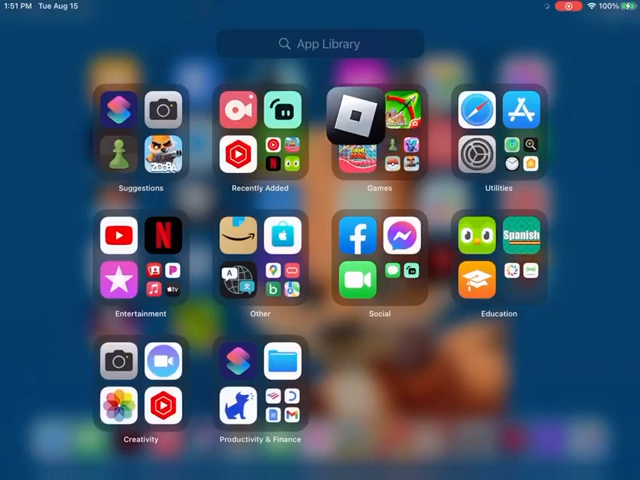 1:51 PM Tue Aug 15
100%
App Library
ZOOBA
Suggestions
Recently Added
Games
Utilities
Spanish
Entertainment
Other
Social
Education
Creativity
Productivity & Finance